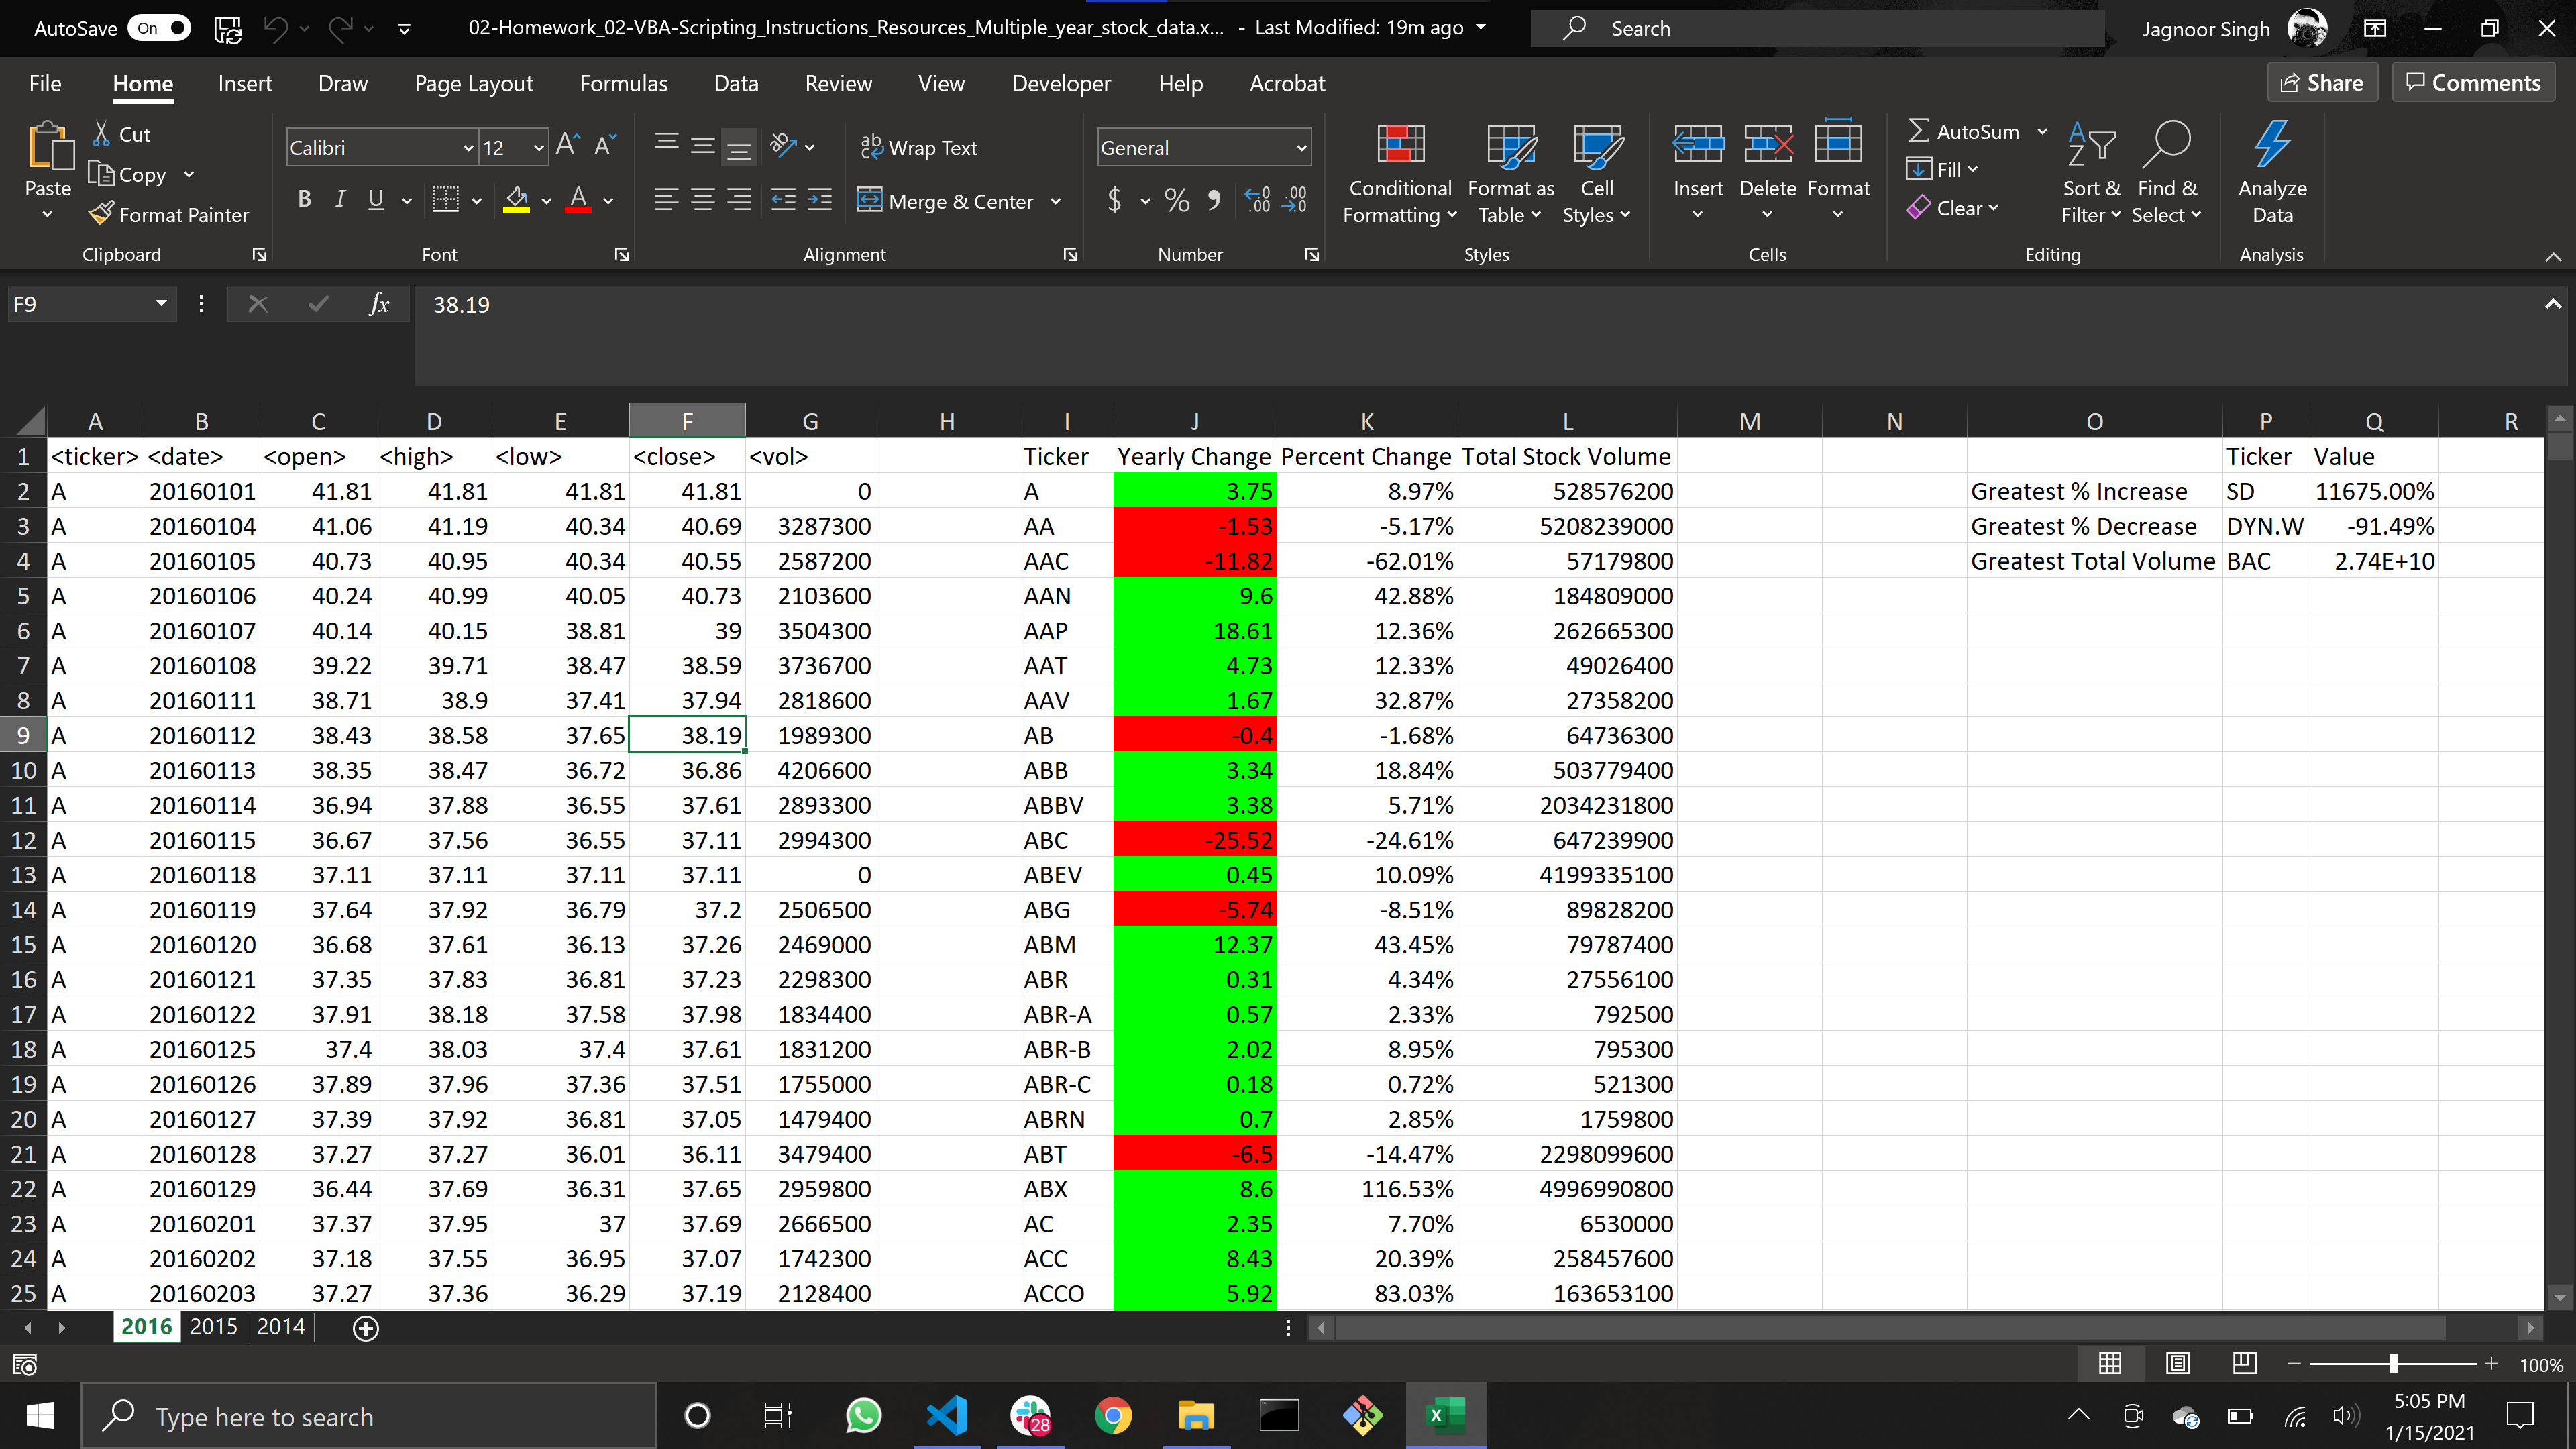 AutoSave On 02-Homework_02-VBA-Scripting_Instructions_Resources_Multiple_year_stock_data.x... - Last Modified: 19m ago Search Jagnoor Singh
File Home Insert Draw Page Layout Formulas Data Review View Developer Help Acrobat Share Comments
Paste Cut Copy Format Painter
Clipboard
Calibri 12
B I U A
Font
Wrap Text
Merge & Center
Alignment
General
$ % 9 .00 .00
Number
Conditional Formatting Format as Table Cell Styles
Styles
Insert Delete Format
Cells
AutoSum Fill Clear Sort & Filter Find & Select
Editing
Analyze Data
Analysis
F9 fx 38.19
A B C D E F G H I J K L M N O P Q R
1 <ticker> <date> <open> <high> <low> <close> <vol> Ticker Yearly Change Percent Change Total Stock Volume Ticker Value
2 A 20160101 41.81 41.81 41.81 41.81 0 A 3.75 8.97% 528576200 Greatest % Increase SD 11675.00%
3 A 20160104 41.06 41.19 40.34 40.69 3287300 AA -1.53 -5.17% 5208239000 Greatest % Decrease DYN.W -91.49%
4 A 20160105 40.73 40.95 40.34 40.55 2587200 AAC -11.82 -62.01% 57179800 Greatest Total Volume BAC 2.74E+10
5 A 20160106 40.24 40.99 40.05 40.73 2103600 AAN 9.6 42.88% 184809000
6 A 20160107 40.14 40.15 38.81 39 3504300 AAP 18.61 12.36% 262665300
7 A 20160108 39.22 39.71 38.47 38.59 3736700 AAT 4.73 12.33% 49026400
8 A 20160111 38.71 38.9 37.41 37.94 2818600 AAV 1.67 32.87% 27358200
9 A 20160112 38.43 38.58 37.65 38.19 1989300 AB -0.4 -1.68% 64736300
10 A 20160113 38.35 38.47 36.72 36.86 4206600 ABB 3.34 18.84% 503779400
11 A 20160114 36.94 37.88 36.55 37.61 2893300 ABBV 3.38 5.71% 2034231800
12 A 20160115 36.67 37.56 36.55 37.11 2994300 ABC -25.52 -24.61% 647239900
13 A 20160118 37.11 37.11 37.11 37.11 0 ABEV 0.45 10.09% 4199335100
14 A 20160119 37.64 37.92 36.79 37.2 2506500 ABG -5.74 -8.51% 89828200
15 A 20160120 36.68 37.61 36.13 37.26 2469000 ABM 12.37 43.45% 79787400
16 A 20160121 37.35 37.83 36.81 37.23 2298300 ABR 0.31 4.34% 27556100
17 A 20160122 37.91 38.18 37.58 37.98 1834400 ABR-A 0.57 2.33% 792500
18 A 20160125 37.4 38.03 37.4 37.61 1831200 ABR-B 2.02 8.95% 795300
19 A 20160126 37.89 37.96 37.36 37.51 1755000 ABR-C 0.18 0.72% 521300
20 A 20160127 37.39 37.92 36.81 37.05 1479400 ABRN 0.7 2.85% 1759800
21 A 20160128 37.27 37.27 36.01 36.11 3479400 ABT -6.5 -14.47% 2298099600
22 A 20160129 36.44 37.69 36.31 37.65 2959800 ABX 8.6 116.53% 4996990800
23 A 20160201 37.37 37.95 37 37.69 2666500 AC 2.35 7.70% 6530000
24 A 20160202 37.18 37.55 36.95 37.07 1742300 ACC 8.43 20.39% 258457600
25 A 20160203 37.27 37.36 36.29 37.19 2128400 ACCO 5.92 83.03% 163653100
2016 2015 2014
100%
Type here to search 28 5:05 PM
1/15/2021